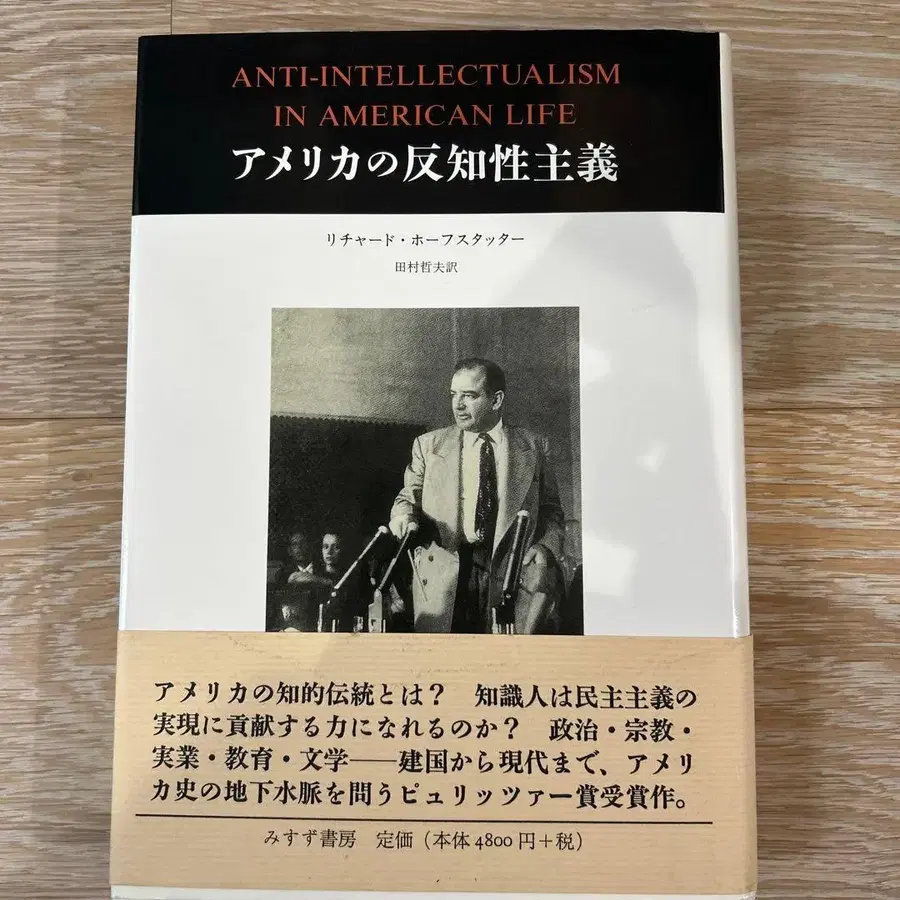 ANTI-INTELLECTUALISM
IN AMERICAN LIFE
アメリカの反知性主義
リチャード・ホーフスタッター
田村哲夫訳
アメリカの知的伝統とは？　知識人は民主主義の
実現に貢献する力になれるのか？　政治・宗教・
実業・教育・文学──建国から現代まで、アメリ
カ史の地下水脈を問うピュリッツァー賞受賞作。
みすず書房　定価（本体4800円＋税）